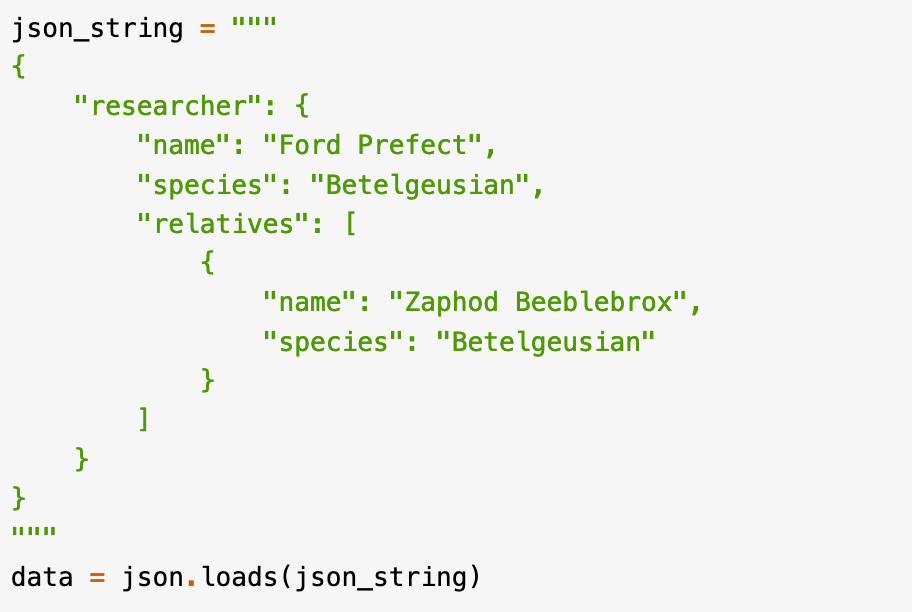 json_string = """
{
    "researcher": {
        "name": "Ford Prefect",
        "species": "Betelgeusian",
        "relatives": [
            {
                "name": "Zaphod Beeblebrox",
                "species": "Betelgeusian"
            }
        ]
    }
}
"""
data = json.loads(json_string)